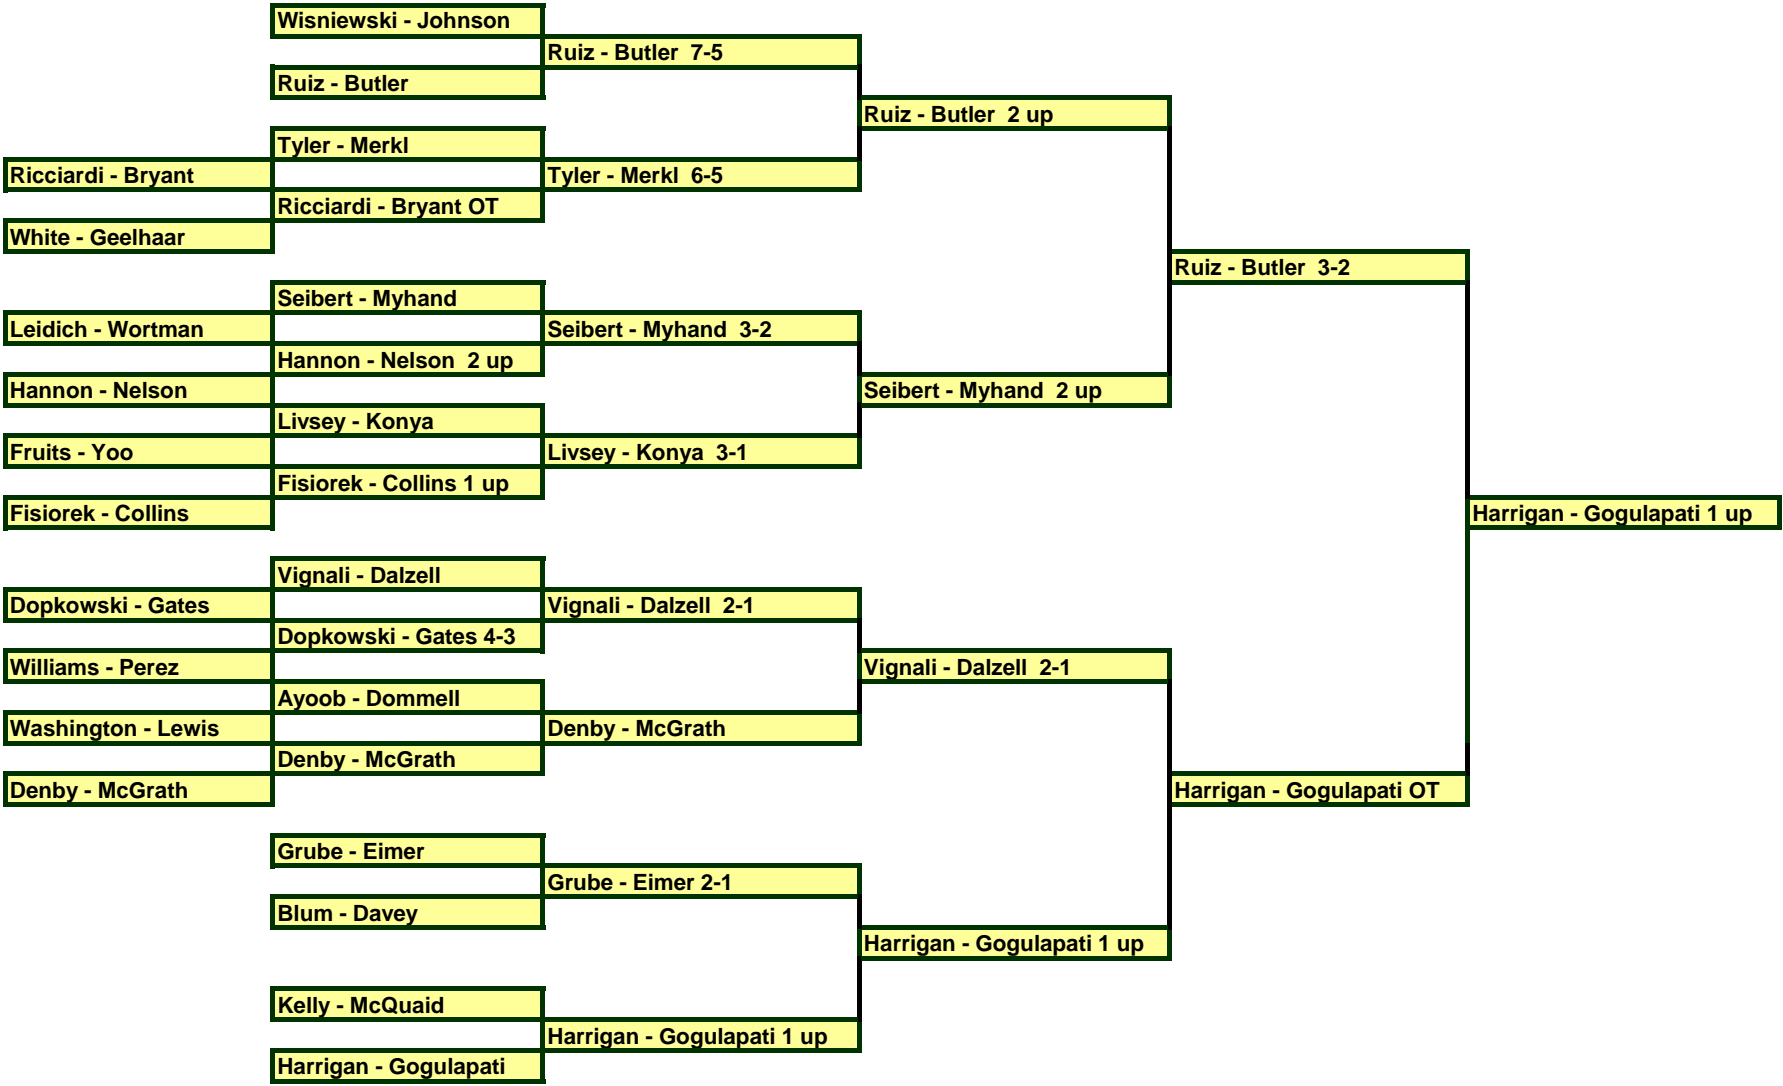 Wisniewski - Johnson
Ruiz - Butler  7-5
Ruiz - Butler
Ruiz - Butler  2 up
Tyler - Merkl
Ricciardi - Bryant
Tyler - Merkl  6-5
Ricciardi - Bryant OT
White - Geelhaar
Ruiz - Butler  3-2
Seibert - Myhand
Leidich - Wortman
Seibert - Myhand  3-2
Hannon - Nelson  2 up
Hannon - Nelson
Seibert - Myhand  2 up
Livsey - Konya
Fruits - Yoo
Livsey - Konya  3-1
Fisiorek - Collins 1 up
Fisiorek - Collins
Harrigan - Gogulapati 1 up
Vignali - Dalzell
Dopkowski - Gates
Vignali - Dalzell  2-1
Dopkowski - Gates 4-3
Williams - Perez
Vignali - Dalzell  2-1
Ayoob - Dommell
Washington - Lewis
Denby - McGrath
Denby - McGrath
Denby - McGrath
Harrigan - Gogulapati OT
Grube - Eimer
Grube - Eimer 2-1
Blum - Davey
Harrigan - Gogulapati 1 up
Kelly - McQuaid
Harrigan - Gogulapati 1 up
Harrigan - Gogulapati